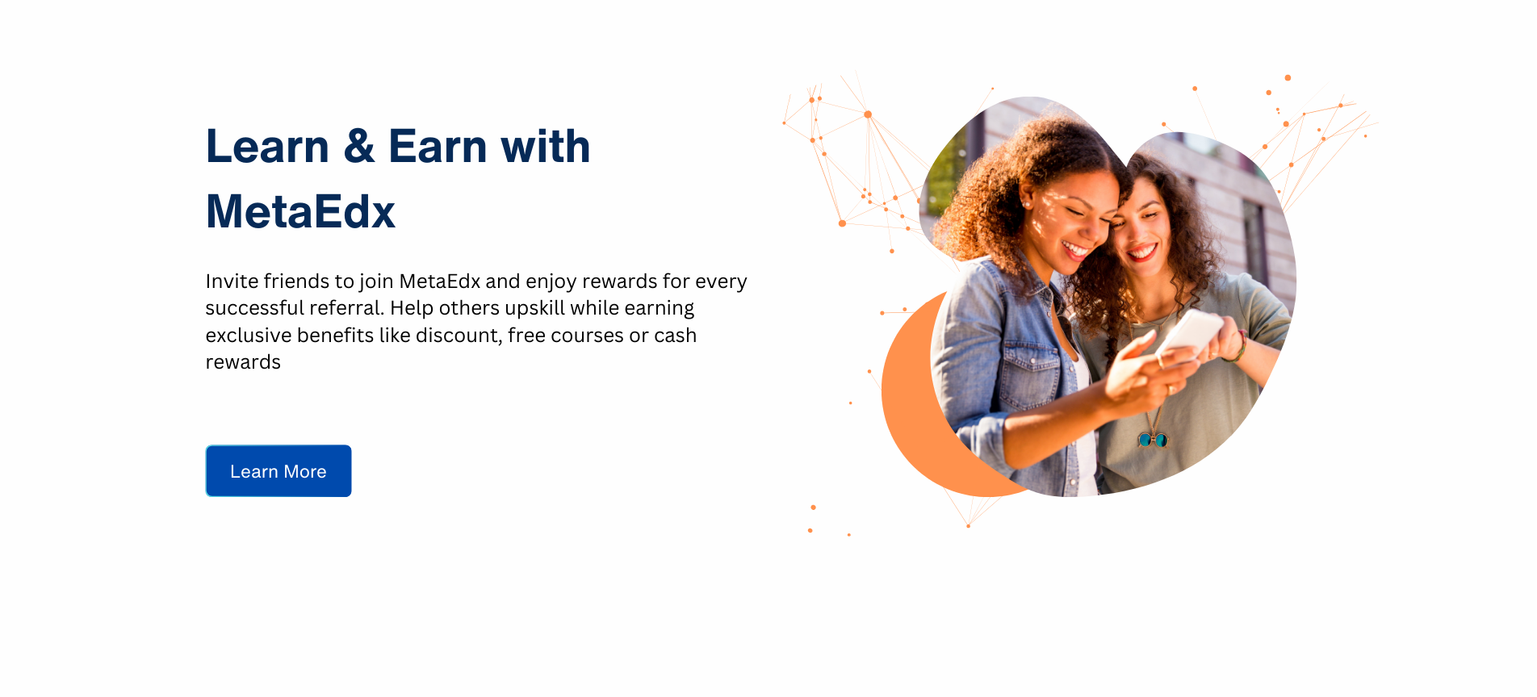 Learn & Earn with
MetaEdx
Invite friends to join MetaEdx and enjoy rewards for every
successful referral. Help others upskill while earning
exclusive benefits like discount, free courses or cash
rewards
Learn More